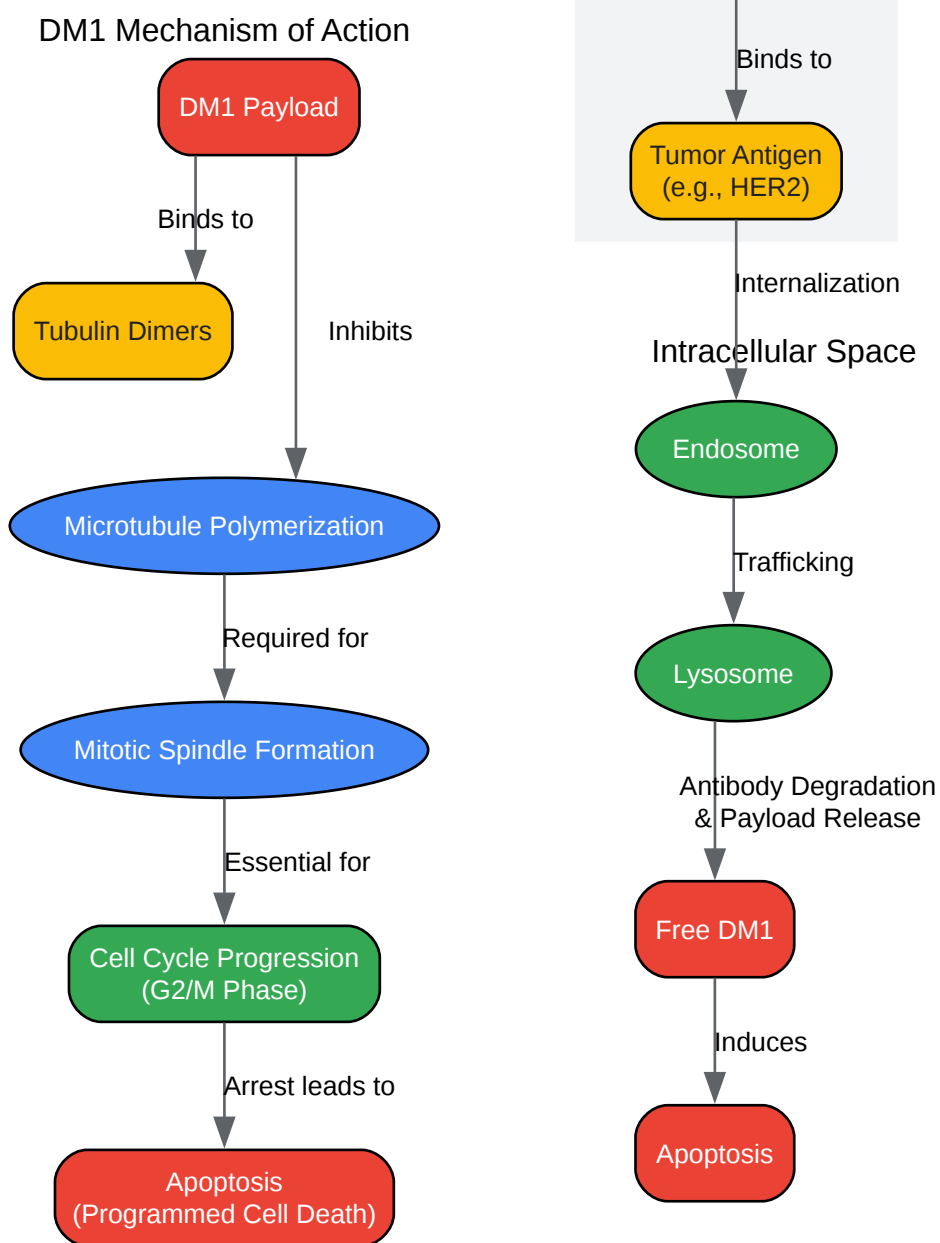 DM1 Mechanism of Action
DM1 Payload
Binds to
Tubulin Dimers
Inhibits
Microtubule Polymerization
Required for
Mitotic Spindle Formation
Essential for
Cell Cycle Progression
(G2/M Phase)
Arrest leads to
Apoptosis
(Programmed Cell Death)
Binds to
Tumor Antigen
(e.g., HER2)
Internalization
Intracellular Space
Endosome
Trafficking
Lysosome
Antibody Degradation
& Payload Release
Free DM1
Induces
Apoptosis